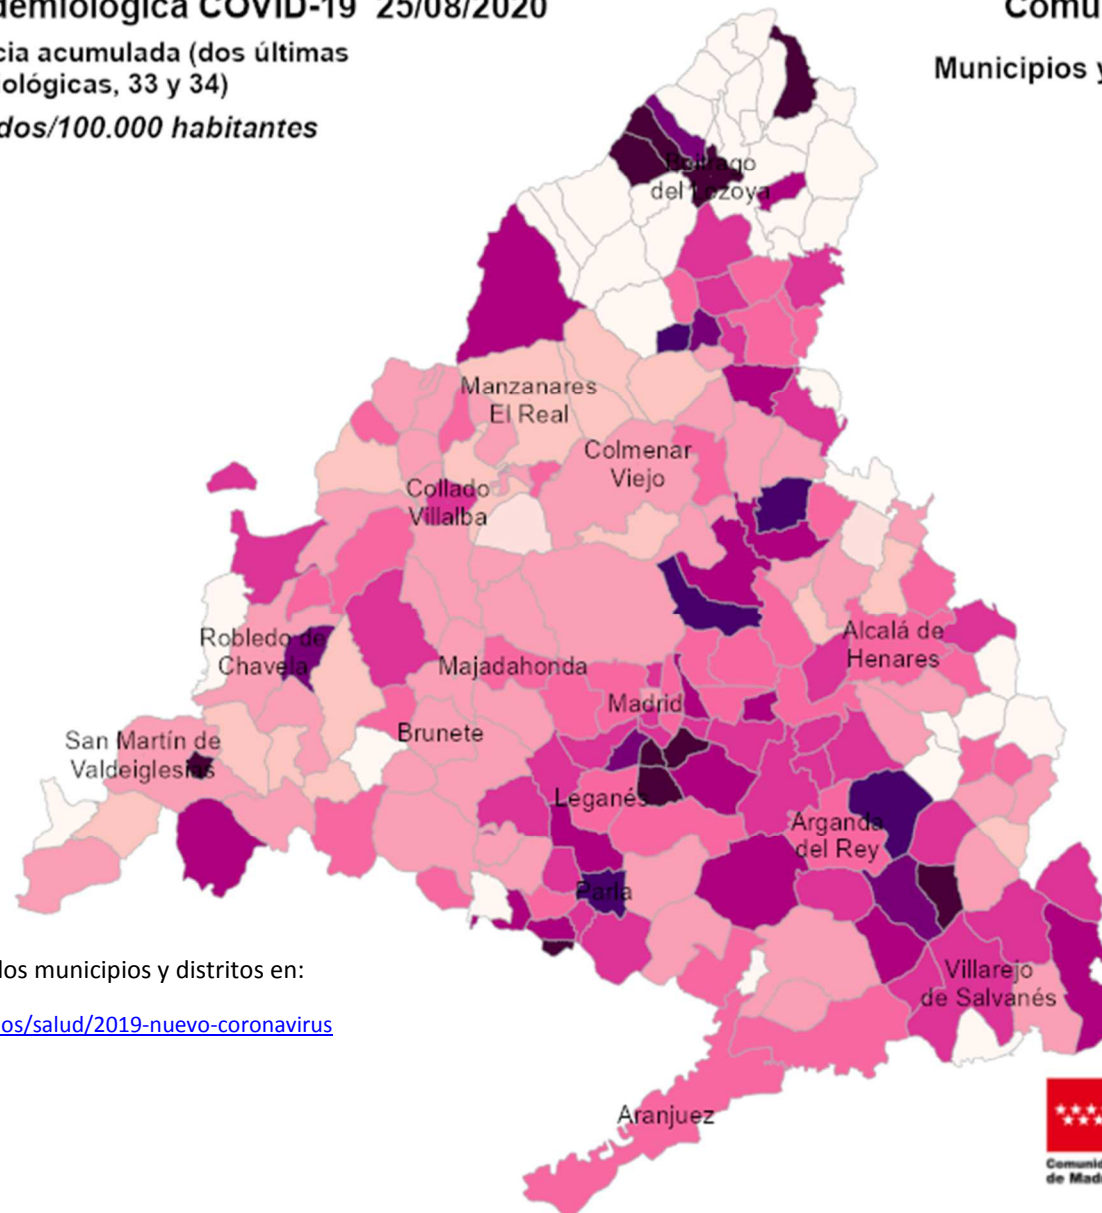 demiológica COVID-19 25/08/2020
Comu
cia acumulada (dos últimas
iológicas, 33 y 34)
Municipios y
dos/100.000 habitantes
Buitrago
del Lozoya
Manzanares
El Real
Colmenar
Viejo
Collado
Villalba
Robledo de
Chavela
Alcalá de
Henares
Majadahonda
Madrid
Brunete
San Martín de
Valdeiglesias
Leganés
Arganda
del Rey
Parla
los municipios y distritos en:
Villarejo
de Salvanés
os/salud/2019-nuevo-coronavirus
Aranjuez
Comunid
de Madr